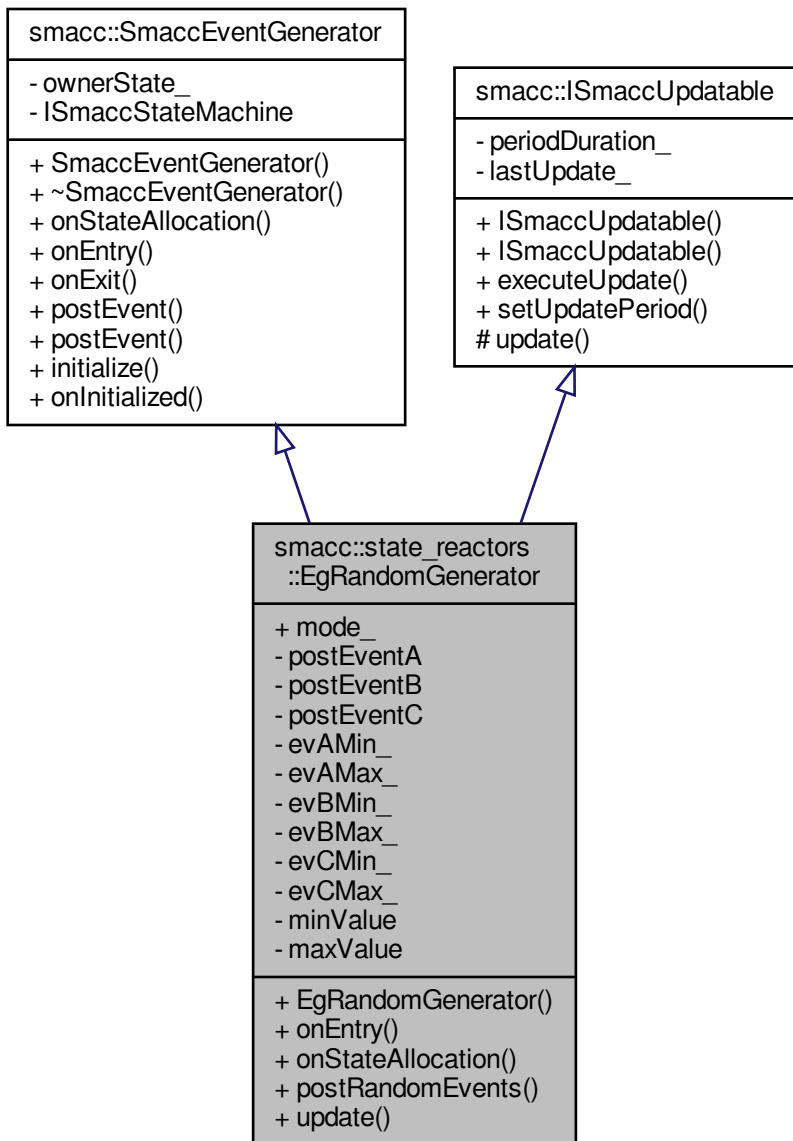 smacc::SmaccEventGenerator
- ownerState_
- ISmaccStateMachine
+ SmaccEventGenerator()
+ ~SmaccEventGenerator()
+ onStateAllocation()
+ onEntry()
+ onExit()
+ postEvent()
+ postEvent()
+ initialize()
+ onInitialized()
smacc::ISmaccUpdatable
- periodDuration_
- lastUpdate_
+ ISmaccUpdatable()
+ ISmaccUpdatable()
+ executeUpdate()
+ setUpdatePeriod()
# update()
smacc::state_reactors
::EgRandomGenerator
+ mode_
- postEventA
- postEventB
- postEventC
- evAMin_
- evAMax_
- evBMin_
- evBMax_
- evCMin_
- evCMax_
- minValue
- maxValue
+ EgRandomGenerator()
+ onEntry()
+ onStateAllocation()
+ postRandomEvents()
+ update()